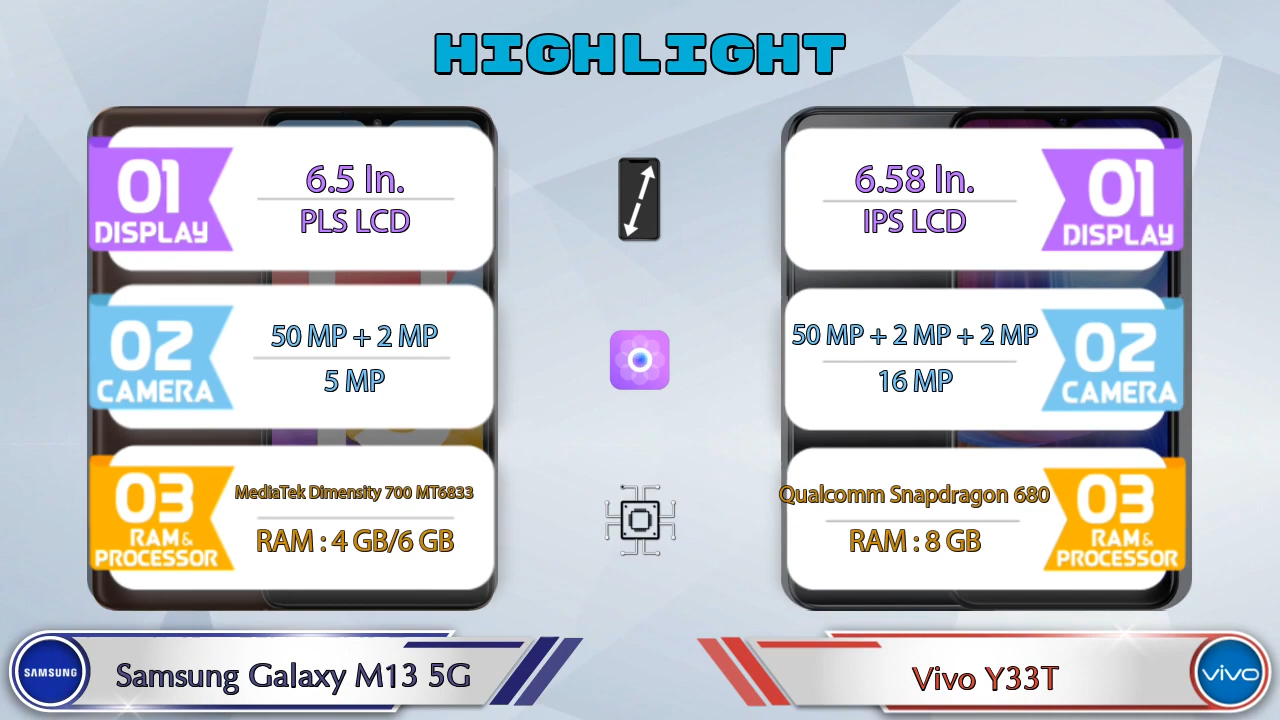 HIGHLIGHT
01
DISPLAY
6.5 In.
PLS LCD
02
CAMERA
50 MP + 2 MP
5 MP
03
RAM &
PROCESSOR
MediaTek Dimensity 700 MT6833
RAM : 4 GB/6 GB
6.58 In.
IPS LCD
01
DISPLAY
50 MP + 2 MP + 2 MP
16 MP
02
CAMERA
Qualcomm Snapdragon 680
RAM : 8 GB
03
RAM &
PROCESSOR
SAMSUNG
Samsung Galaxy M13 5G
Vivo Y33T
vivo